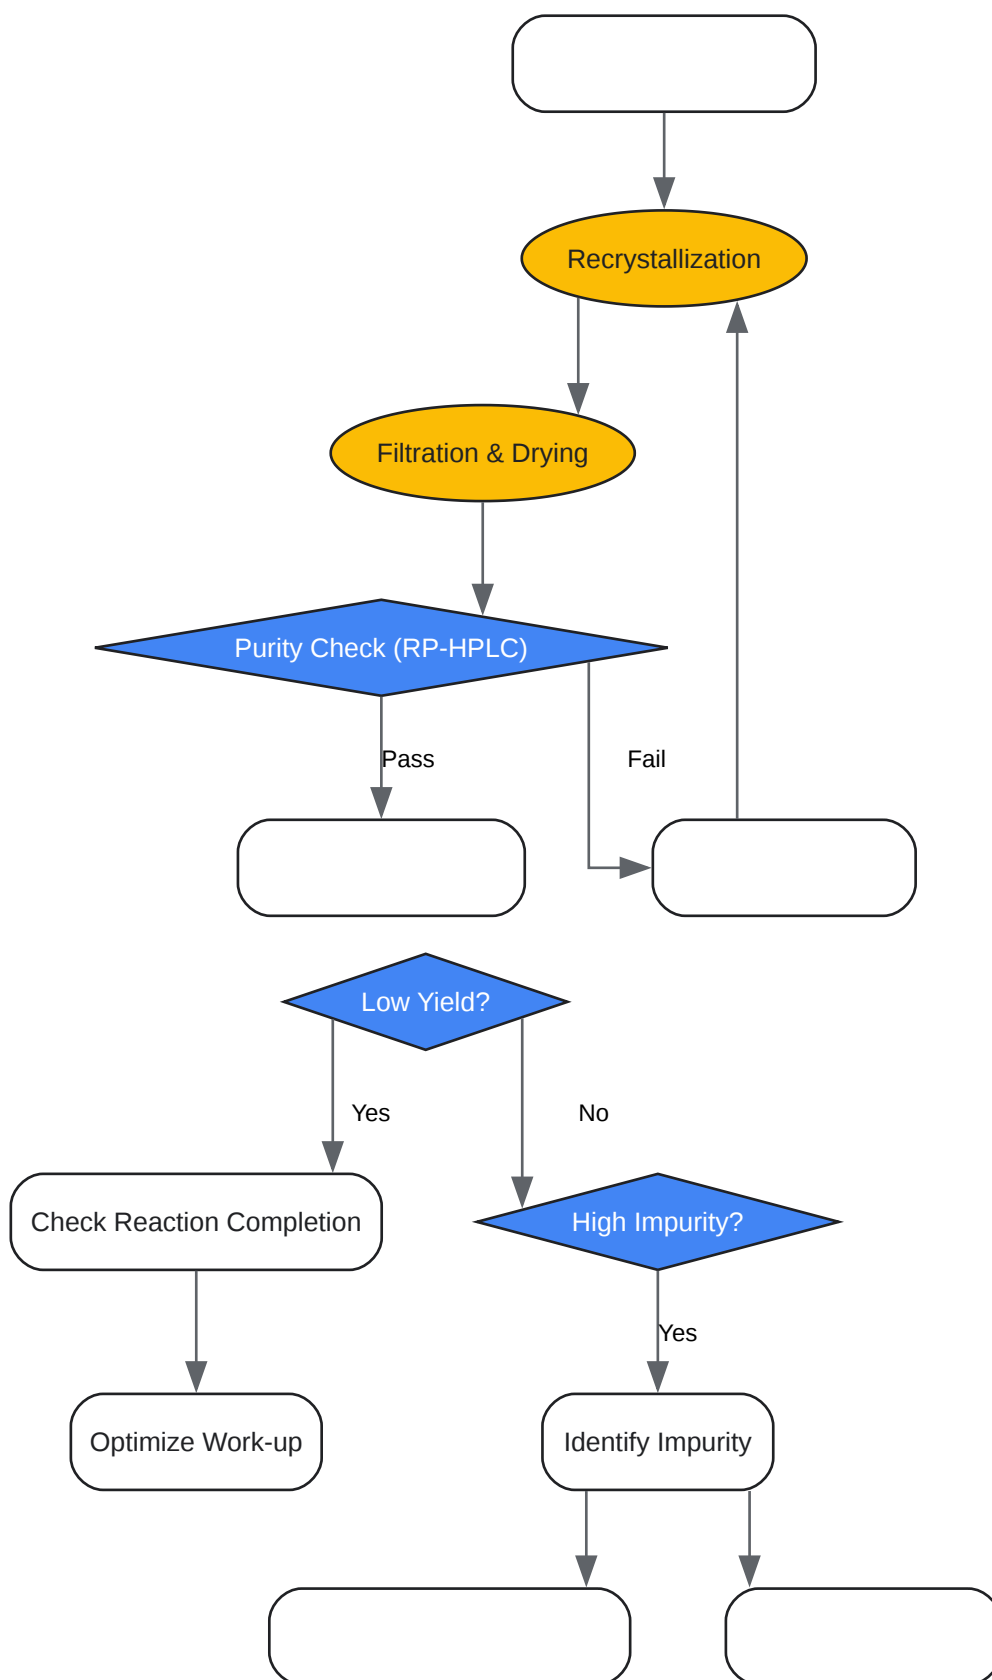 Recrystallization
Filtration & Drying
Purity Check (RP-HPLC)
Pass
Fail
Low Yield?
Yes
No
Check Reaction Completion
High Impurity?
Yes
Optimize Work-up
Identify Impurity